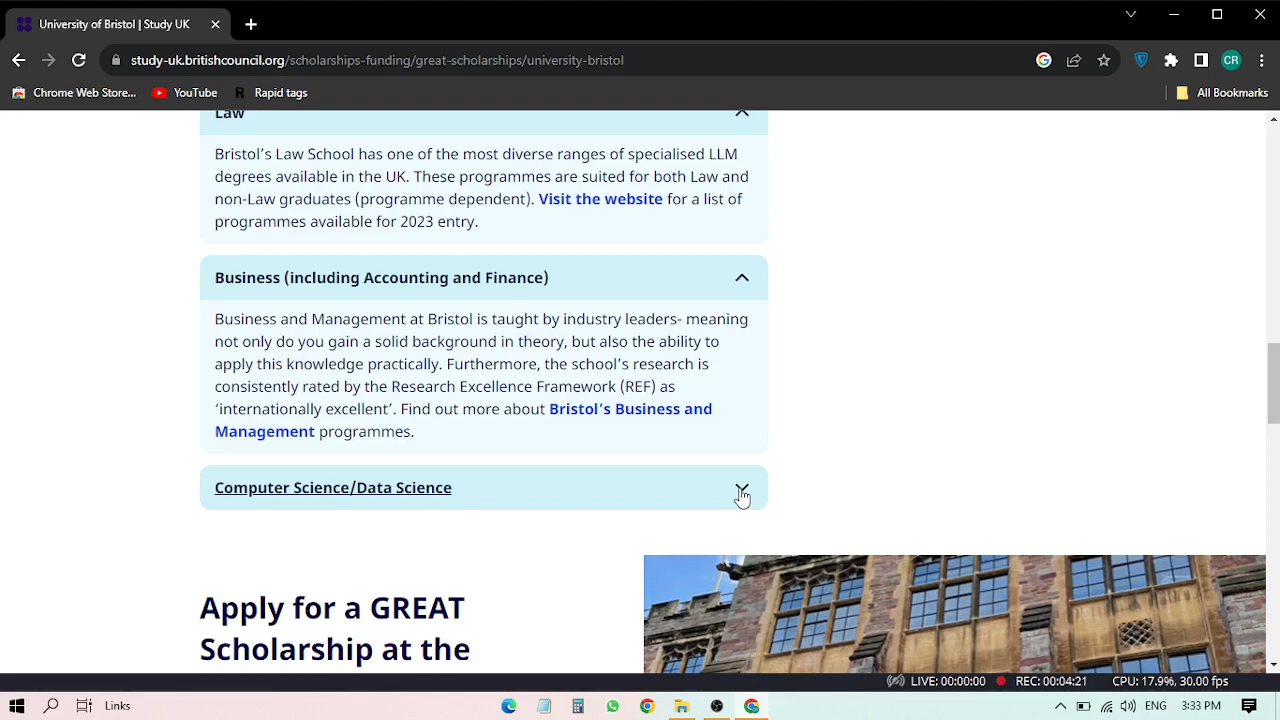 University of Bristol | Study UK
study-uk.britishcouncil.org/scholarships-funding/great-scholarships/university-bristol
CR
Chrome Web Store...
YouTube
R Rapid tags
All Bookmarks
Law
Bristol's Law School has one of the most diverse ranges of specialised LLM
degrees available in the UK. These programmes are suited for both Law and
non-Law graduates (programme dependent). Visit the website for a list of
programmes available for 2023 entry.
Business (including Accounting and Finance)
Business and Management at Bristol is taught by industry leaders- meaning
not only do you gain a solid background in theory, but also the ability to
apply this knowledge practically. Furthermore, the school's research is
consistently rated by the Research Excellence Framework (REF) as
‘internationally excellent’. Find out more about Bristol's Business and
Management programmes.
Computer Science/Data Science
Apply for a GREAT
Scholarship at the
LIVE: 00:00:00 REC: 00:04:21 CPU: 17.9%, 30.00 fps
Links
ENG 3:33 PM